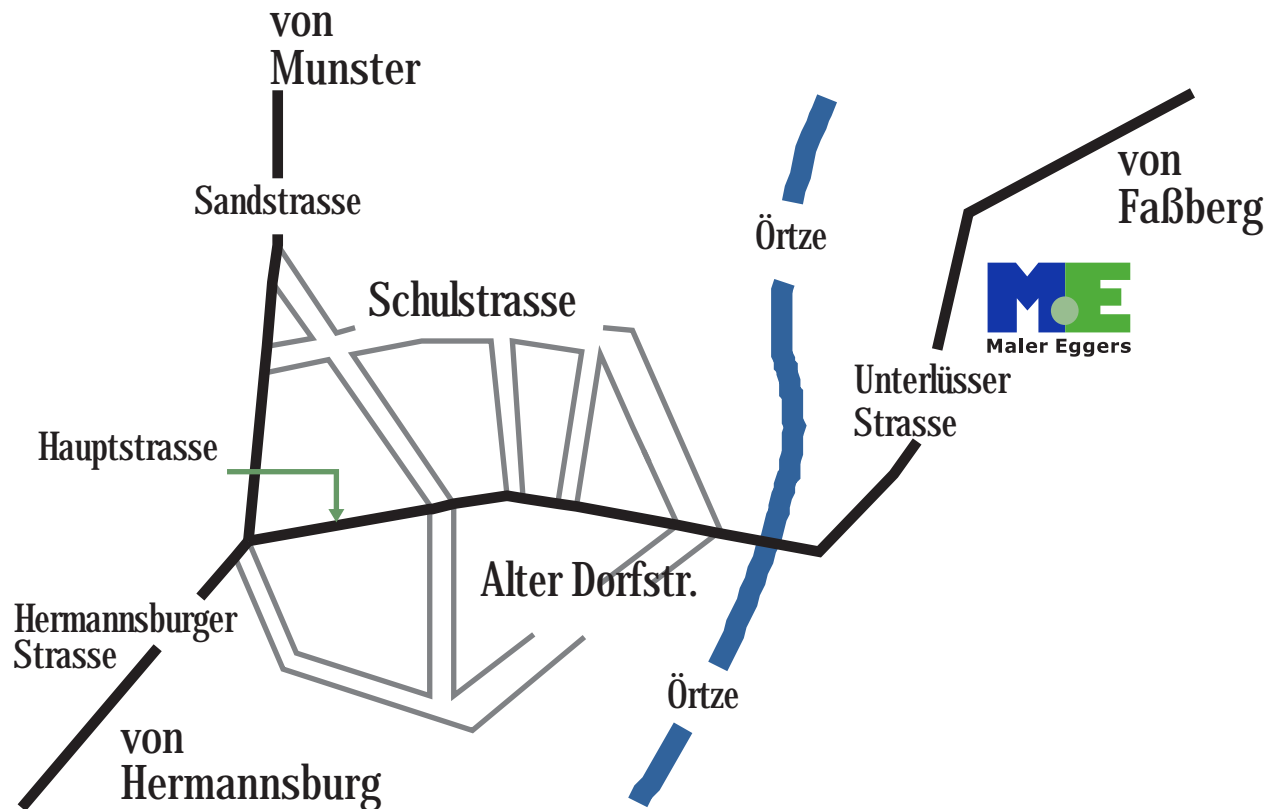 von
Munster
Sandstrasse
Örtze
von
Faßberg
Schulstrasse
M.E
Maler Eggers
Unterlüsser
Strasse
Hauptstrasse
Alter Dorfstr.
Hermannsburger
Strasse
Örtze
von
Hermannsburg